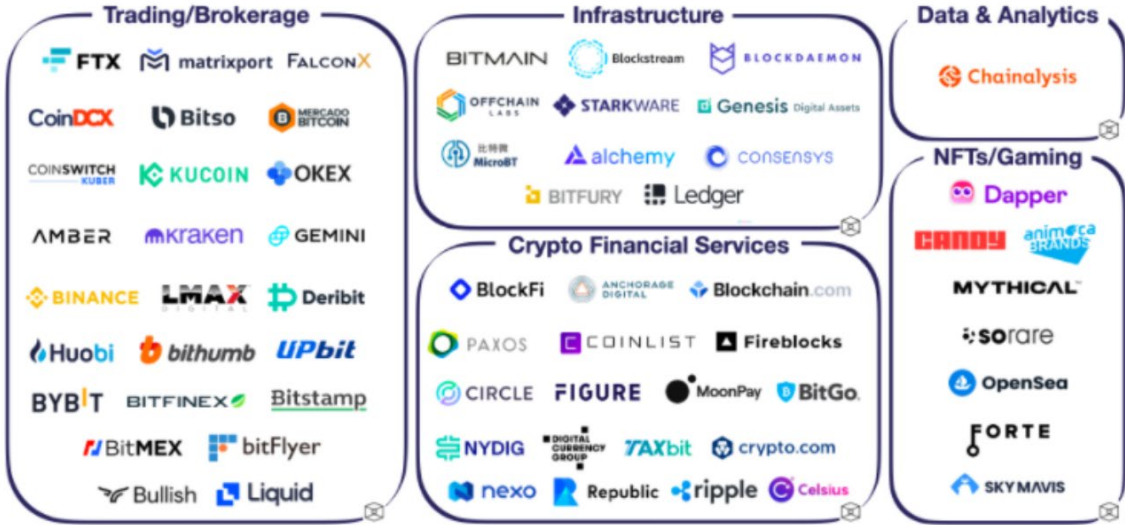 Trading/Brokerage
FTX matrixport FALCONX
CoinDCX Bitso MERCADO BITCOIN
COINSWITCH KUBER KUCOIN OKEX
AMBER kraken GEMINI
BINANCE LMAX DIGITAL Deribit
Huobi bithumb UPbit
BYBIT BITFINEX Bitstamp
BitMEX bitFlyer
Bullish Liquid
Infrastructure
BITMAIN Blockstream BLOCKDAEMON
OFFCHAIN LABS STARKWARE Genesis Digital Assets
比特微 MicroBT alchemy CONSENSYS
BITFURY Ledger
Crypto Financial Services
BlockFi ANCHORAGE DIGITAL Blockchain.com
PAXOS COINLIST Fireblocks
CIRCLE FIGURE MoonPay BitGo.
NYDIG DIGITAL CURRENCY GROUP TAXbit crypto.com
nexo Republic ripple Celsius
Data & Analytics
Chainalysis
NFTs/Gaming
Dapper
CANDY animoca BRANDS
MYTHICAL
sorare
OpenSea
FORTE
SKY MAVIS